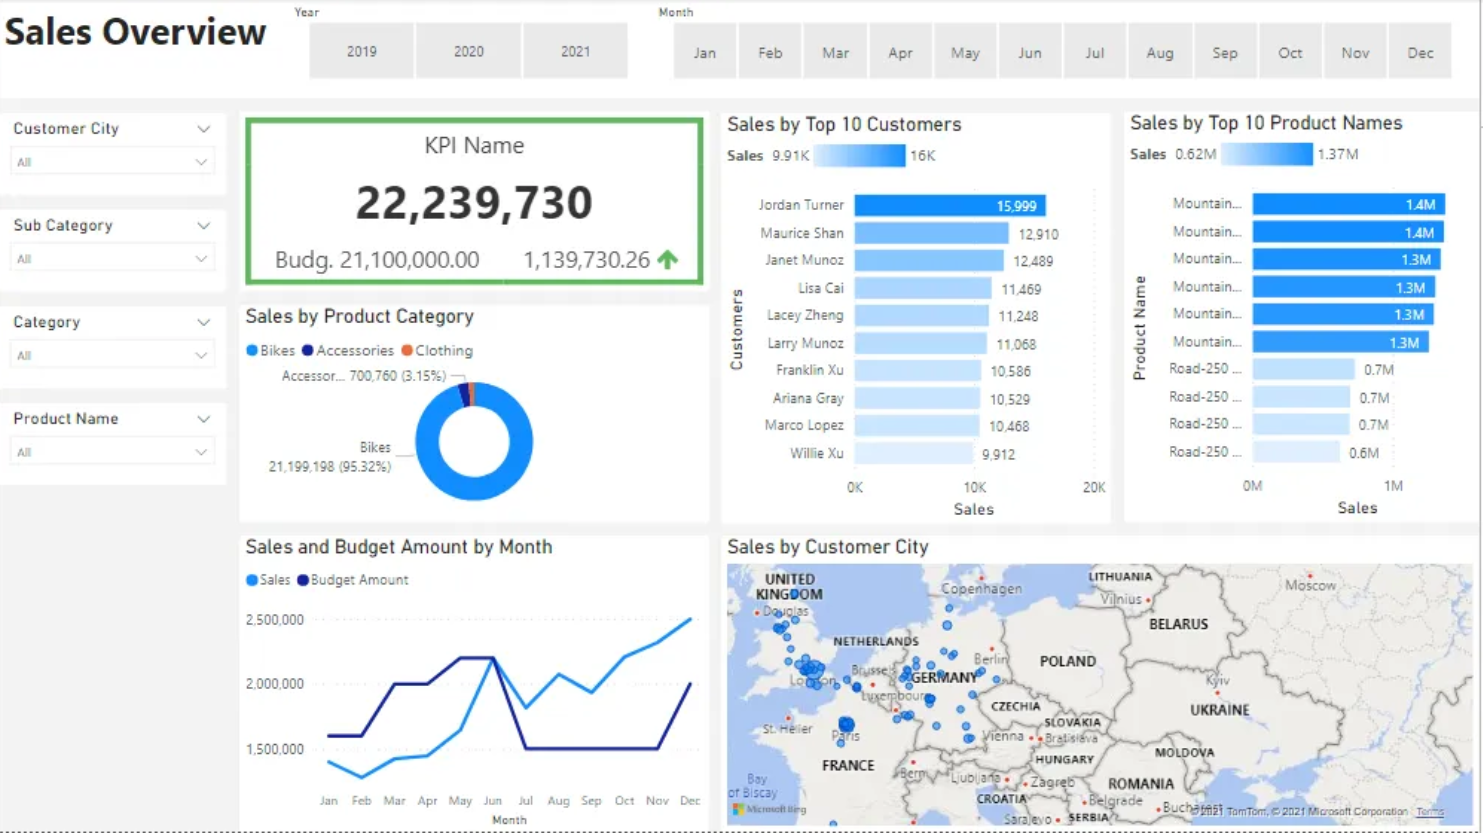 Sales Overview
Year
2019 2020 2021
Month
Jan Feb Mar Apr May Jun Jul Aug Sep Oct Nov Dec
Customer City
All
Sub Category
All
Category
All
Product Name
All
KPI Name
22,239,730
Budg. 21,100,000.00 1,139,730.26
Sales by Product Category
Bikes Accessories Clothing
Accessor... 700,760 (3.15%)
Bikes
21,199,198 (95.32%)
Sales by Top 10 Customers
Sales 9.91K 16K
Customers
Jordan Turner 15,999
Maurice Shan 12,910
Janet Munoz 12,489
Lisa Cai 11,469
Lacey Zheng 11,248
Larry Munoz 11,068
Franklin Xu 10,586
Ariana Gray 10,529
Marco Lopez 10,468
Willie Xu 9,912
0K 10K 20K
Sales
Sales by Top 10 Product Names
Sales 0.62M 1.37M
Product Name
Mountain... 1.4M
Mountain... 1.4M
Mountain... 1.3M
Mountain... 1.3M
Mountain... 1.3M
Mountain... 1.3M
Road-250 ... 0.7M
Road-250 ... 0.7M
Road-250 ... 0.7M
Road-250 ... 0.6M
0M 1M
Sales
Sales and Budget Amount by Month
Sales Budget Amount
2,500,000
2,000,000
1,500,000
Jan Feb Mar Apr May Jun Jul Aug Sep Oct Nov Dec
Month
Sales by Customer City
UNITED
KINGDOM
Douglas
Copenhagen
LITHUANIA
Vilnius
Moscow
BELARUS
NETHERLANDS
Berlin
POLAND
London
Brussels
GERMANY
Luxembourg
Kyiv
UKRAINE
CZECHIA
SLOVAKIA
St. Helier
Paris
Vienna
Bratislava
HUNGARY
MOLDOVA
FRANCE
Bern
Ljubljana
Zagreb
ROMANIA
Bay
of Biscay
CROATIA
Belgrade
Bucharest
Sarajevo
SERBIA
Microsoft Bing
© 2021 TomTom, © 2021 Microsoft Corporation Terms